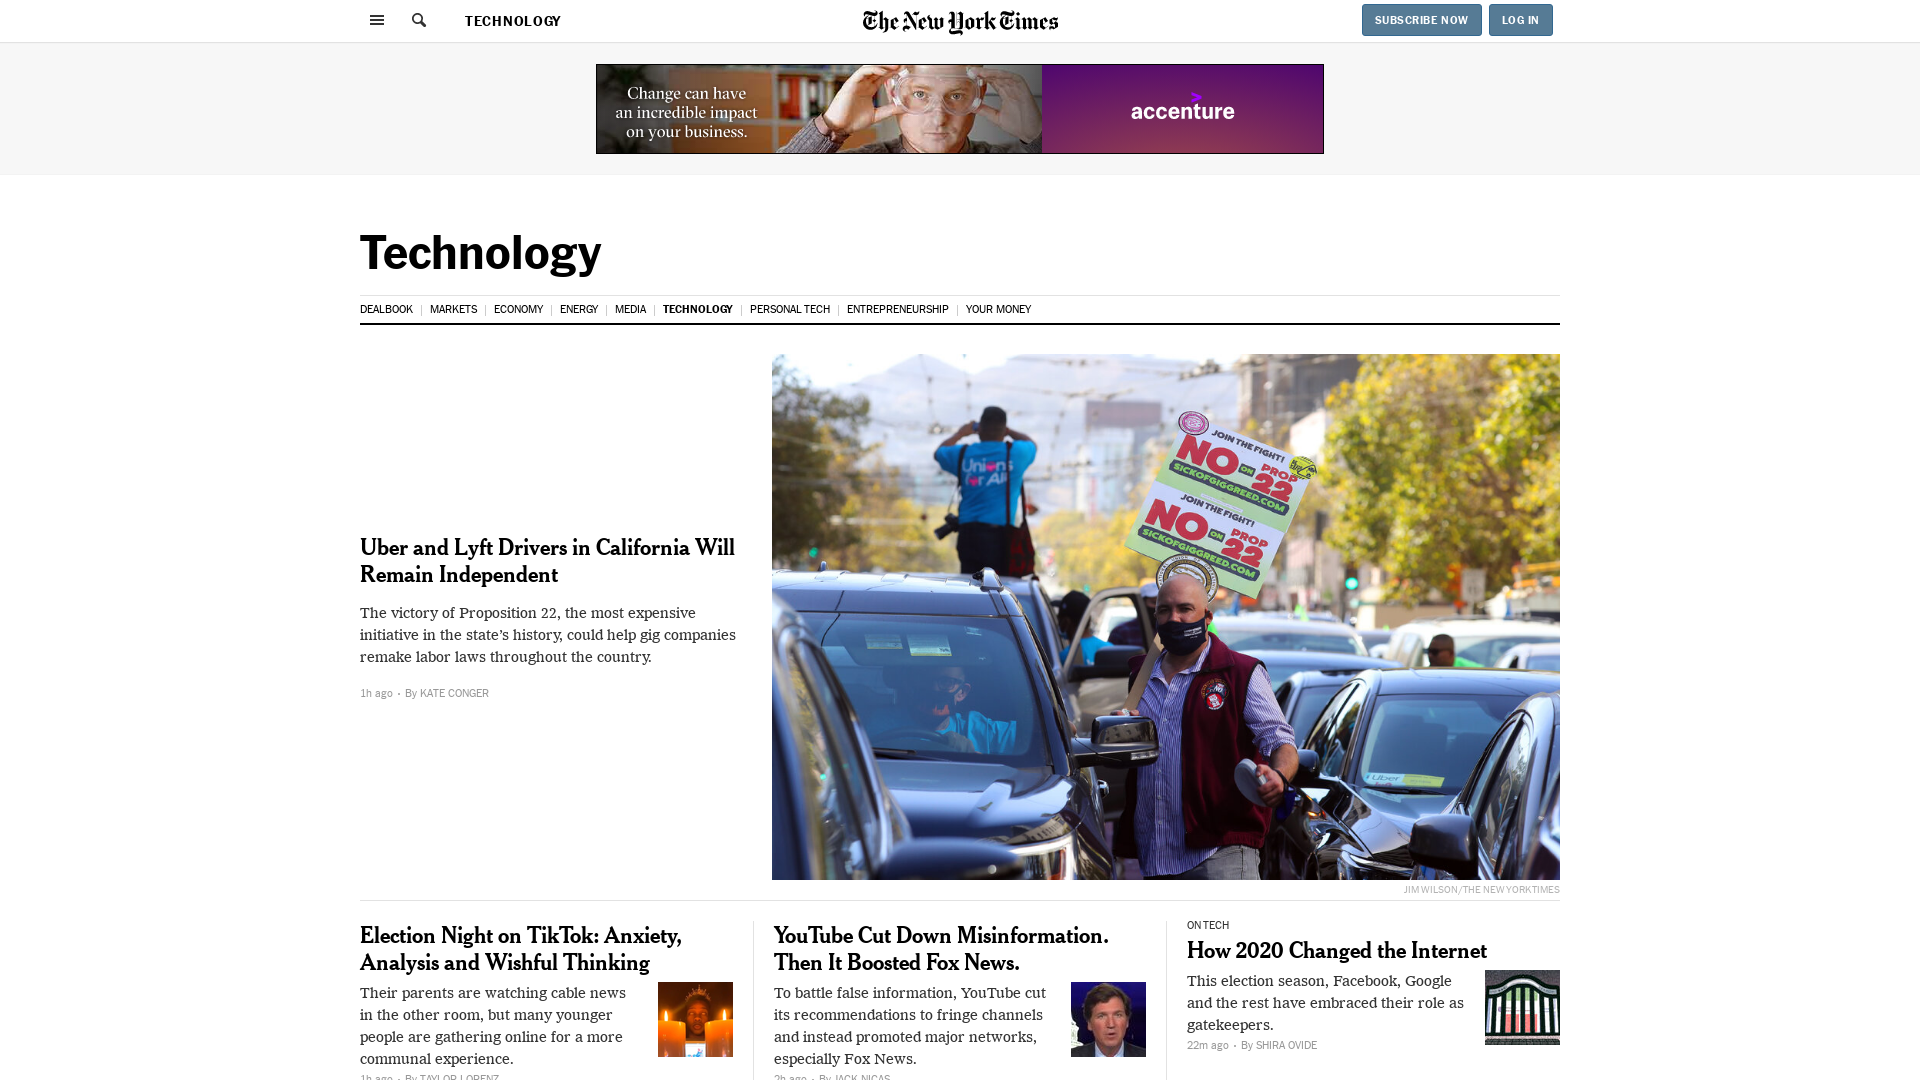 TECHNOLOGY
The New York Times
SUBSCRIBE NOW
LOG IN
Change can have
an incredible impact
on your business.
>
accenture
Technology
DEALBOOK
MARKETS
ECONOMY
ENERGY
MEDIA
TECHNOLOGY
PERSONAL TECH
ENTREPRENEURSHIP
YOUR MONEY
Unions
for All
JOIN THE FIGHT!
NO ON PROP 22
SICKOFGIGGREED.COM
JOIN THE FIGHT!
NO ON PROP 22
SICKOFGIGGREED.COM
Uber
Uber and Lyft Drivers in California Will
Remain Independent
The victory of Proposition 22, the most expensive
initiative in the state’s history, could help gig companies
remake labor laws throughout the country.
1h ago · By KATE CONGER
JIM WILSON/THE NEW YORK TIMES
Election Night on TikTok: Anxiety,
Analysis and Wishful Thinking
Their parents are watching cable news
in the other room, but many younger
people are gathering online for a more
communal experience.
1h ago · By TAYLOR LORENZ
YouTube Cut Down Misinformation.
Then It Boosted Fox News.
To battle false information, YouTube cut
its recommendations to fringe channels
and instead promoted major networks,
especially Fox News.
2h ago · By JACK NICAS
ON TECH
How 2020 Changed the Internet
This election season, Facebook, Google
and the rest have embraced their role as
gatekeepers.
22m ago · By SHIRA OVIDE